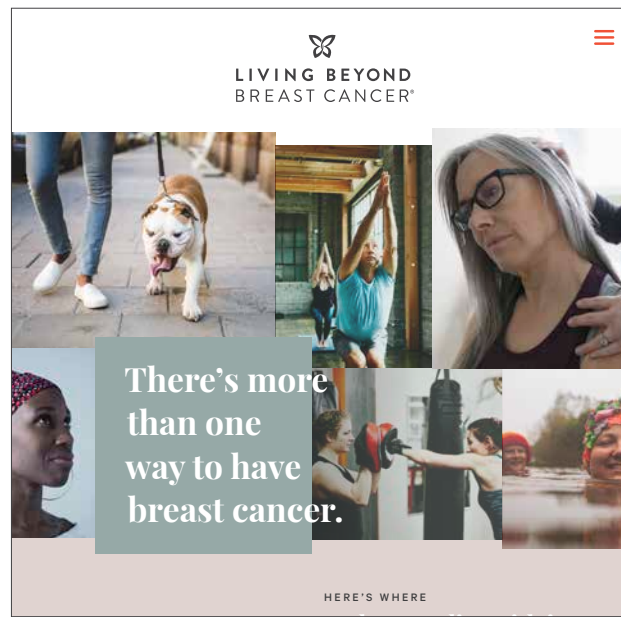 LIVING BEYOND
BREAST CANCER®
There's more
than one
way to have
breast cancer.
HERE'S WHERE